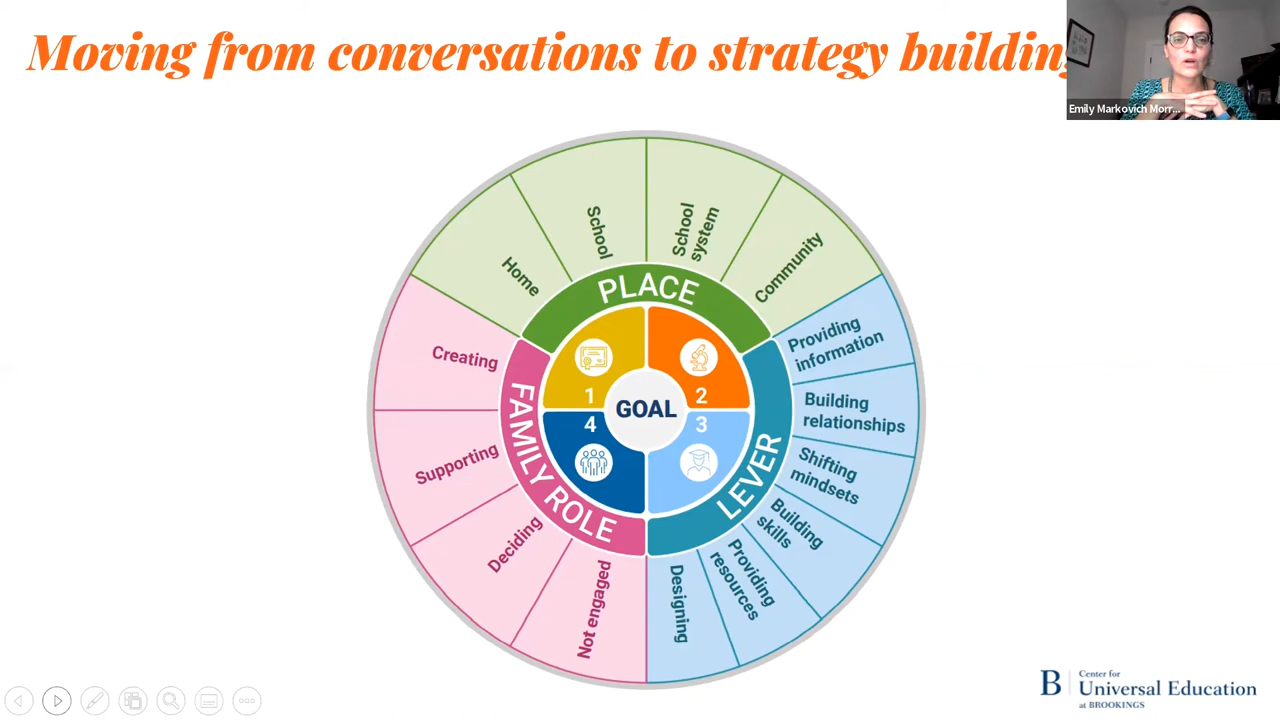 Moving from conversations to strategy building
Emily Markovich Morr...
Home
School
School
system
Community
PLACE
Creating
Supporting
Deciding
Not engaged
FAMILY ROLE
1
2
GOAL
4
3
LEVER
Providing
information
Building
relationships
Shifting
mindsets
Building
skills
Providing
resources
Designing
B
Center for
Universal Education
at BROOKINGS